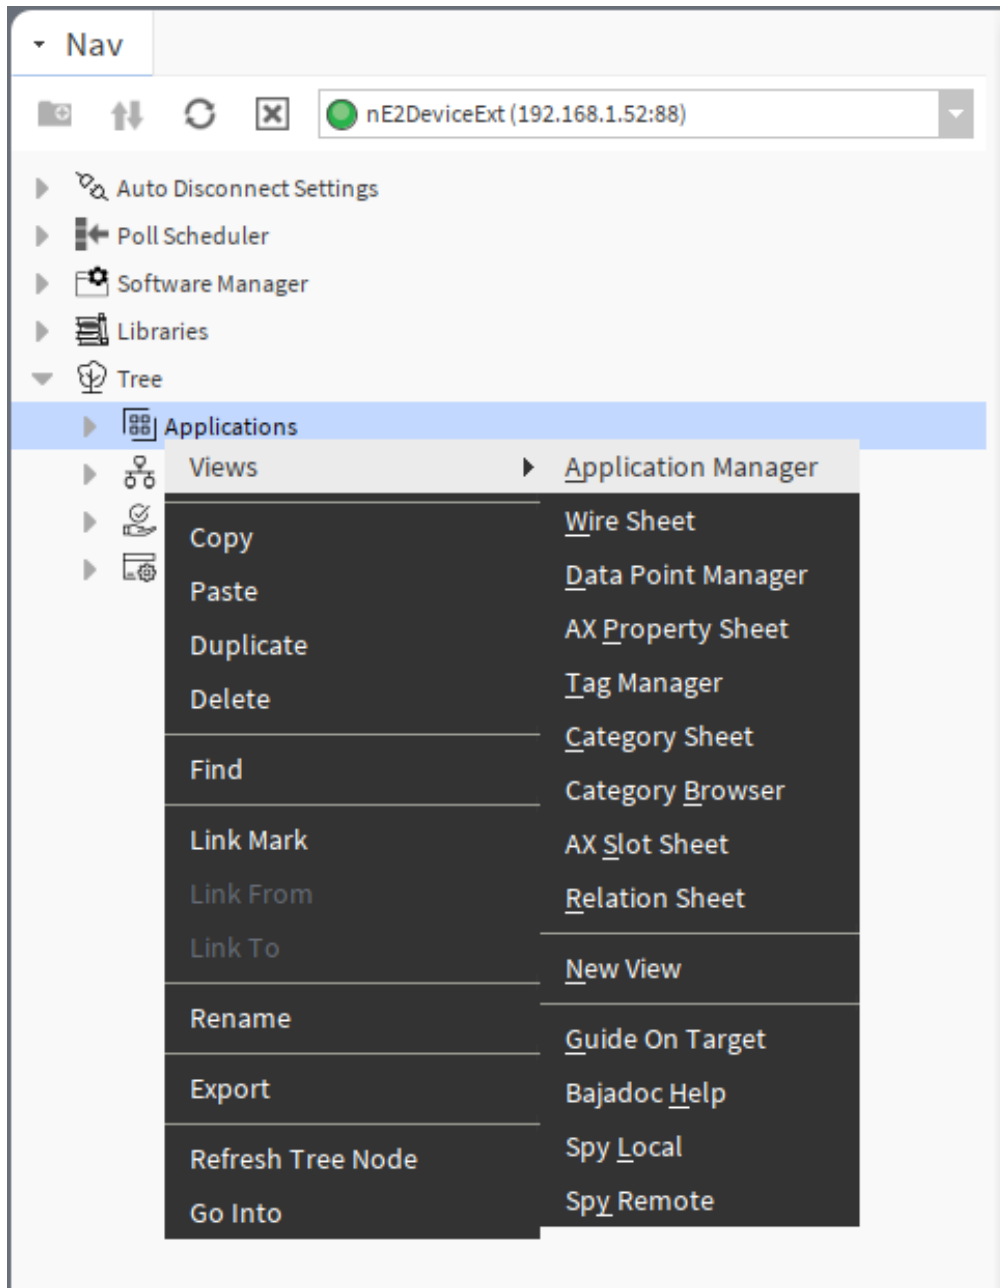 Nav
nE2DeviceExt (192.168.1.52:88)
Auto Disconnect Settings
Poll Scheduler
Software Manager
Libraries
Tree
Applications
Views
Copy
Paste
Duplicate
Delete
Find
Link Mark
Link From
Link To
Rename
Export
Refresh Tree Node
Go Into
Application Manager
Wire Sheet
Data Point Manager
AX Property Sheet
Tag Manager
Category Sheet
Category Browser
AX Slot Sheet
Relation Sheet
New View
Guide On Target
Bajadoc Help
Spy Local
Spy Remote